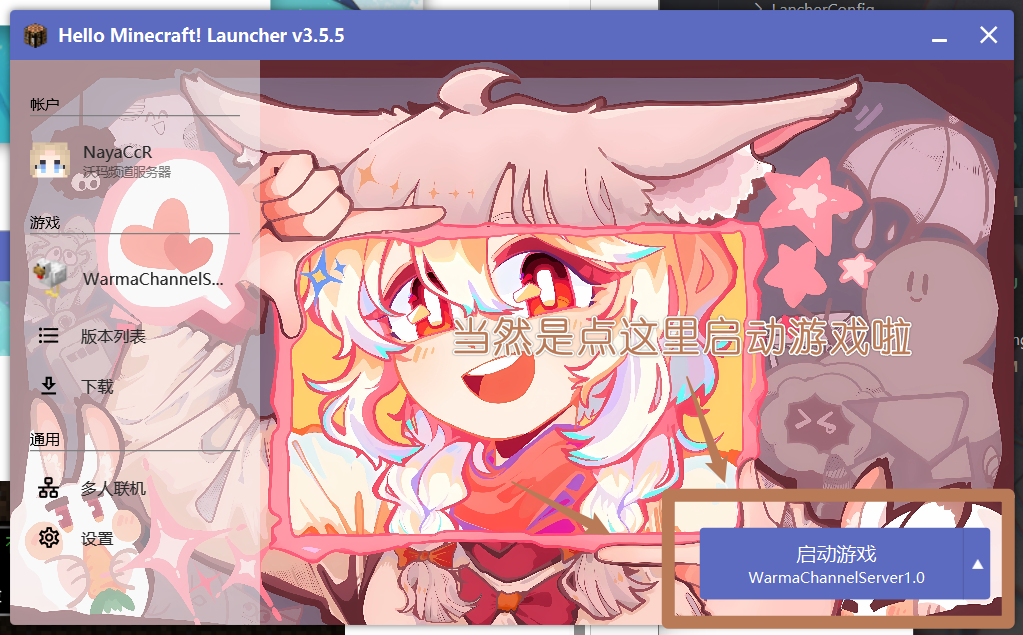 LancherConfig
Hello Minecraft! Launcher v3.5.5
帐户
NayaCcR
沃玛频道服务器
游戏
WarmaChannelS...
版本列表
下载
通用
多人联机
设置
当然是点这里启动游戏啦
启动游戏
WarmaChannelServer1.0